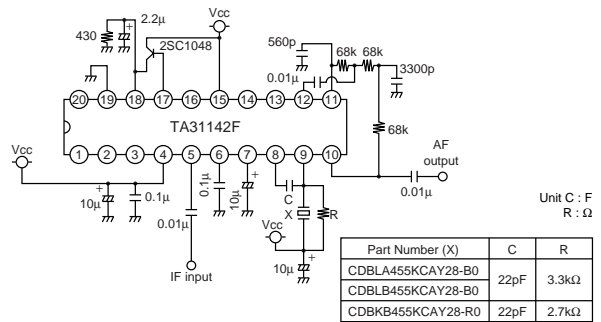 2.2µ
Vcc
430
+
2SC1048
560p
68k
68k
0.01µ
3300p
20 19 18 17 16 15 14 13 12 11
TA31142F
68k
Vcc
1 2 3 4 5 6 7 8 9 10
AF
output
+
10µ
0.1µ
0.01µ
0.1µ
10µ
+
C
X
R
0.01µ
Vcc
IF input
10µ
+
Unit C : F
R : Ω
Part Number (X) C R
CDBLA455KCAY28-B0 22pF 3.3kΩ
CDBLB455KCAY28-B0
CDBKB455KCAY28-R0 22pF 2.7kΩ